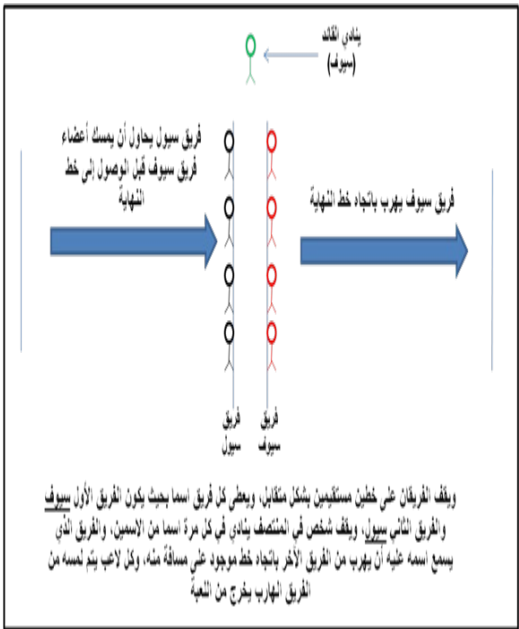 ينادي القائد
(سيوف)
فريق سيول يحاول أن يمسك أعضاء
فريق سيوف قبل الوصول إلى خط
النهاية
فريق سيوف يهرب باتجاه خط النهاية
فريق
سيول
فريق
سيوف
ويقف الفريقان على خطين مستقيمين بشكل متقابل، ويعطى كل فريق اسما بحيث يكون الفريق الأول سيوف
والفريق الثاني سيول، ويقف شخص في المنتصف ينادي في كل مرة اسما من الاسمين، والفريق الذي
يسمع اسمه عليه أن يهرب من الفريق الأخر باتجاه خط موجود على مسافة منه، وكل لاعب يتم لمسه من
الفريق الهارب يخرج من اللعبة